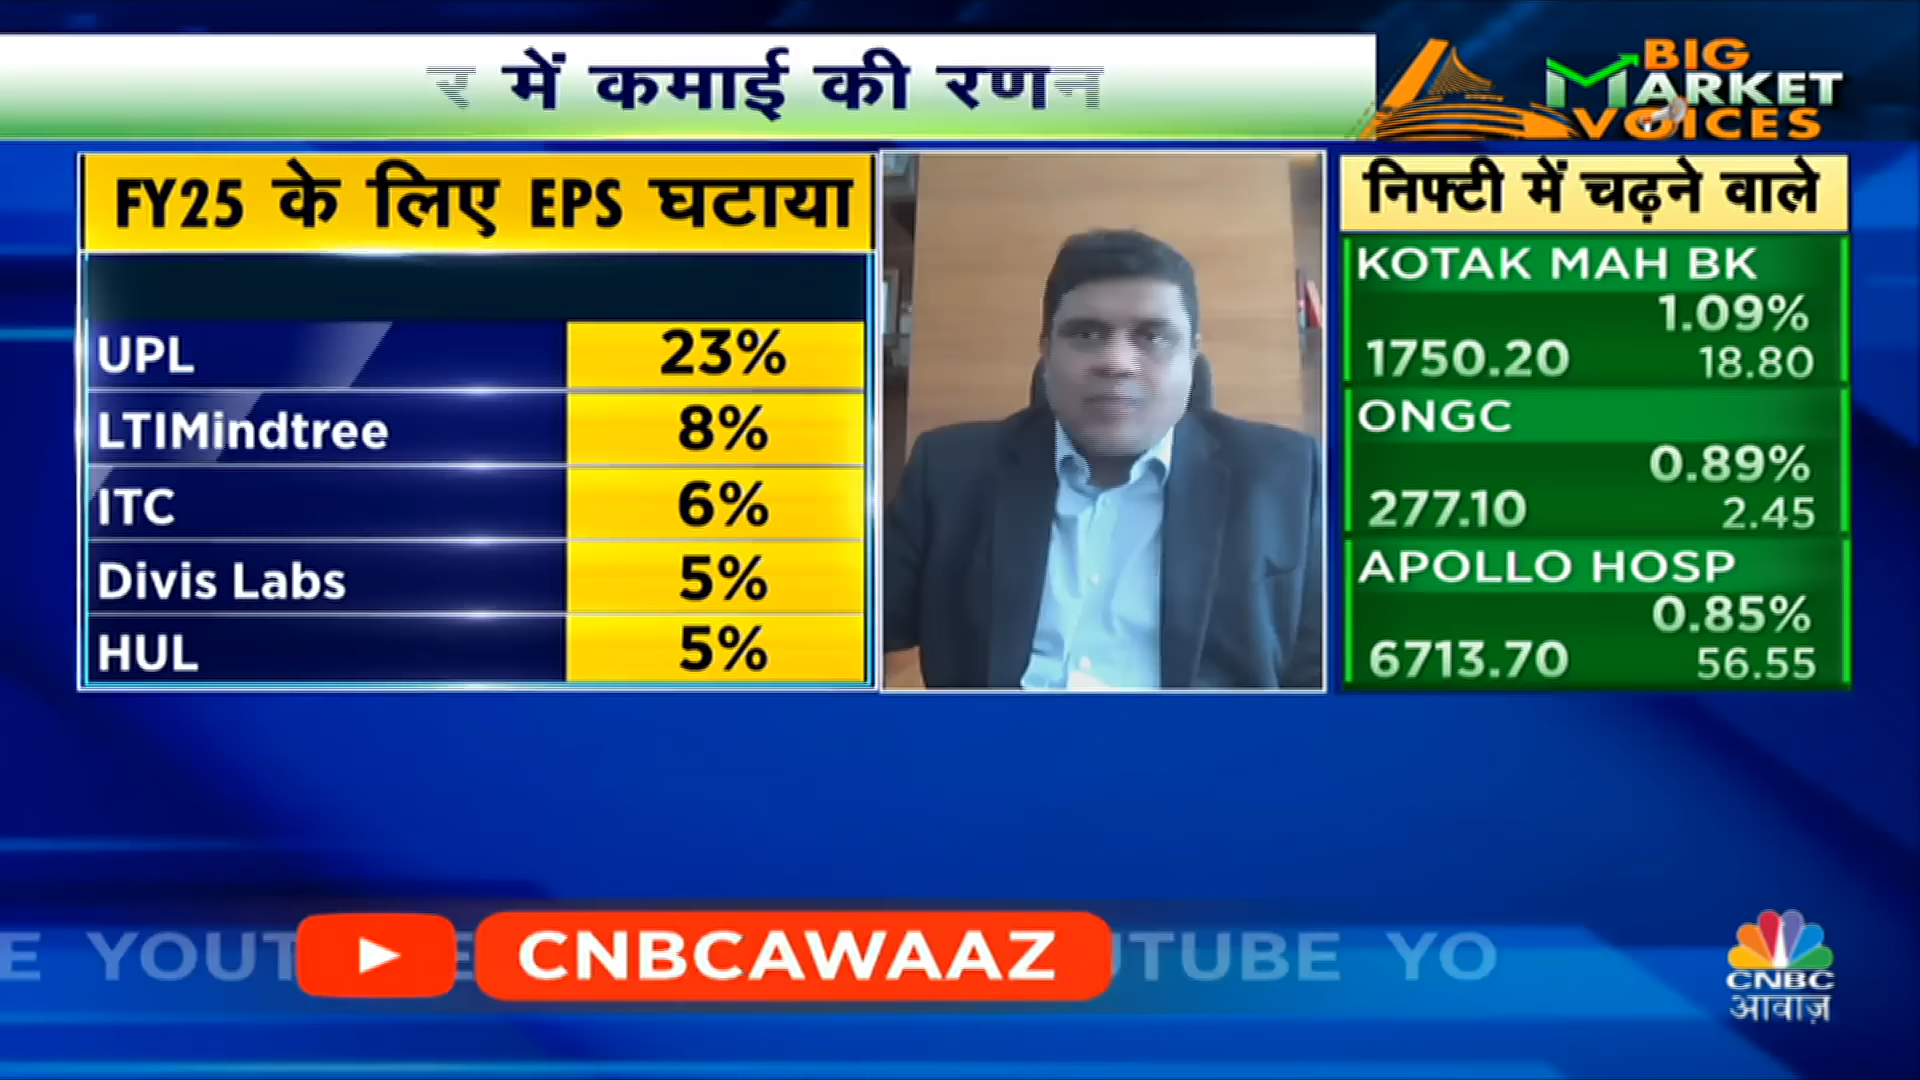 में कमाई की
BIG
MARKET
VOICES
FY25 के लिए EPS घटाया
UPL 23%
LTIMindtree 8%
ITC 6%
Divis Labs 5%
HUL 5%
निफ्टी में चढ़ने वाले
KOTAK MAH BK
1.09%
1750.20 18.80
ONGC
0.89%
277.10 2.45
APOLLO HOSP
0.85%
6713.70 56.55
E YOUT E CNBCAWAAZ UTUBE YO
CNBC
आवाज़